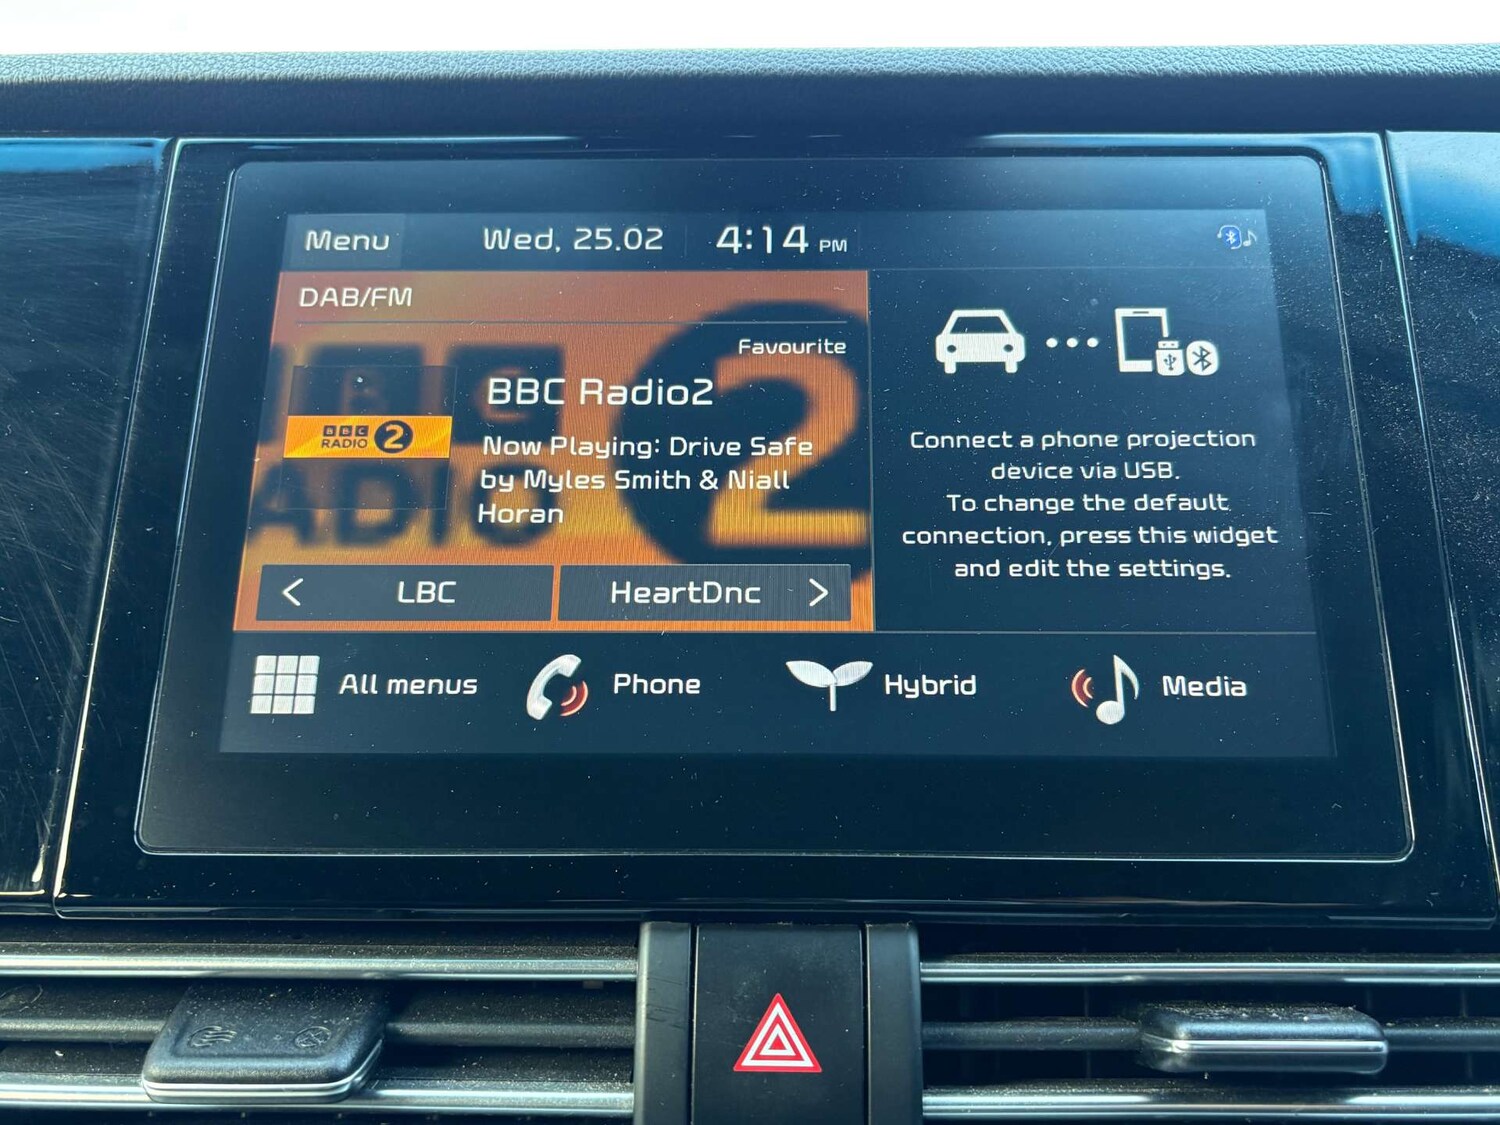 Menu
Wed, 25.02
4:14 PM
DAB/FM
Favourite
BBC
RADIO 2
BBC Radio2
Now Playing: Drive Safe
by Myles Smith & Niall
Horan
< LBC
HeartDnc >
Connect a phone projection
device via USB.
To change the default
connection, press this widget
and edit the settings.
All menus
Phone
Hybrid
Media